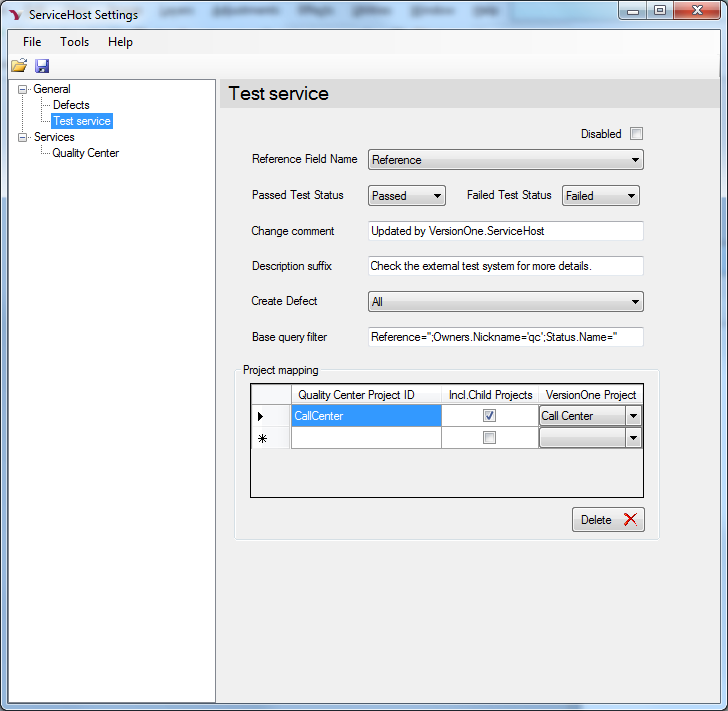 ServiceHost Settings
File Tools Help
General
Defects
Test service
Services
Quality Center
Test service
Disabled
Reference Field Name Reference
Passed Test Status Passed Failed Test Status Failed
Change comment Updated by VersionOne.ServiceHost
Description suffix Check the external test system for more details.
Create Defect All
Base query filter Reference='';Owners.Nickname='qc';Status.Name=''
Project mapping
Quality Center Project ID Incl.Child Projects VersionOne Project
CallCenter Call Center
Delete